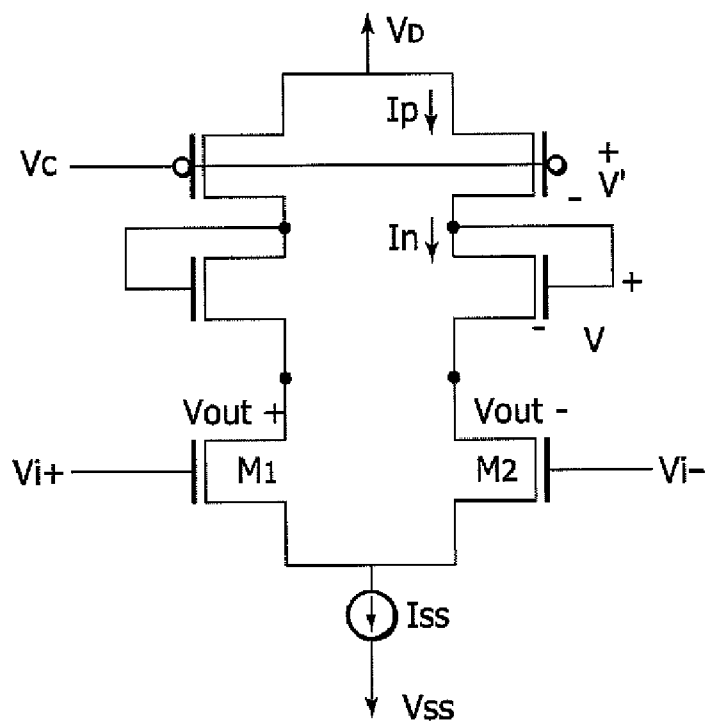 VD
Ip
Vc
+
V'
-
In
+
-
V
Vout +
Vout -
Vi+
M1
M2
Vi-
Iss
Vss